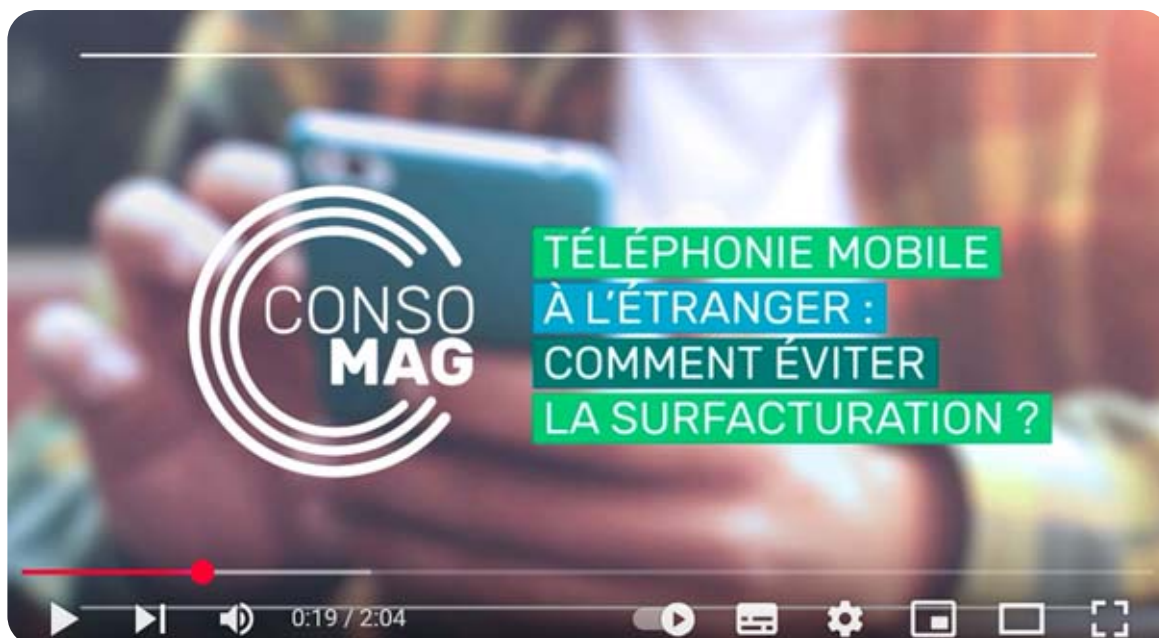 CONSO
MAG
TÉLÉPHONIE MOBILE
À L'ÉTRANGER :
COMMENT ÉVITER
LA SURFACTURATION ?
0:19 / 2:04